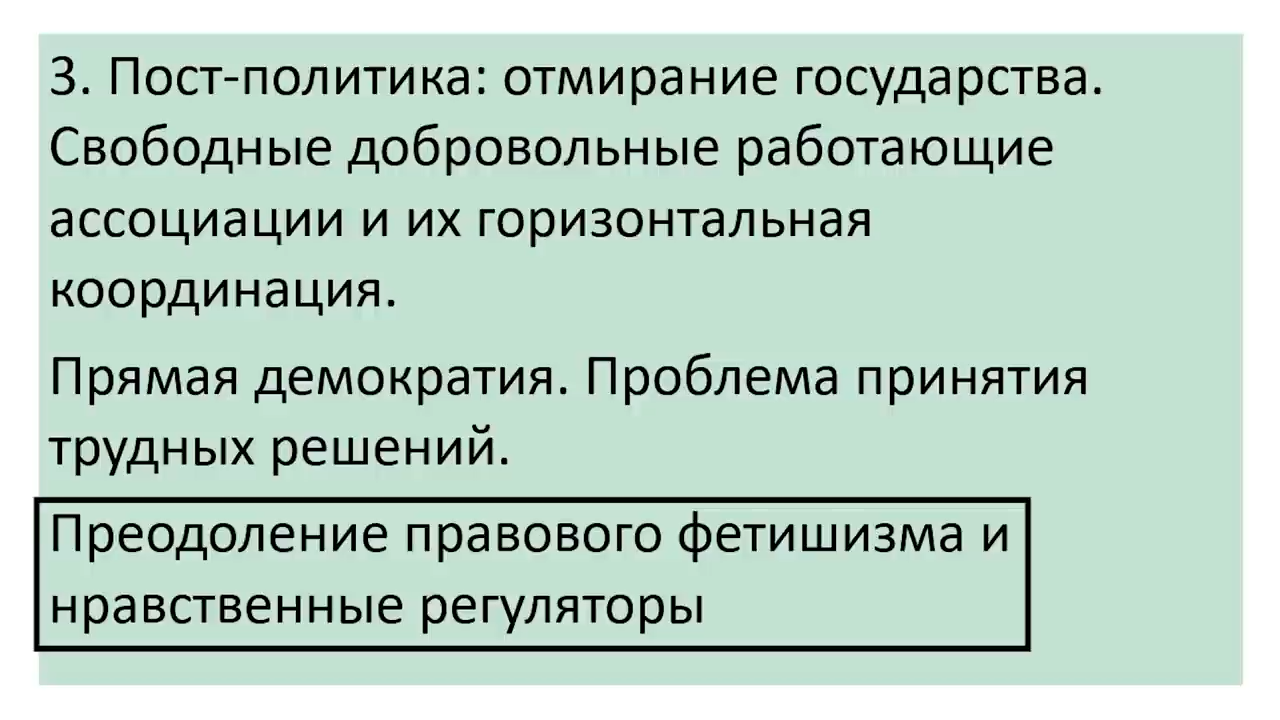 3. Пост-политика: отмирание государства.
Свободные добровольные работающие
ассоциации и их горизонтальная
координация.
Прямая демократия. Проблема принятия
трудных решений.
Преодоление правового фетишизма и
нравственные регуляторы